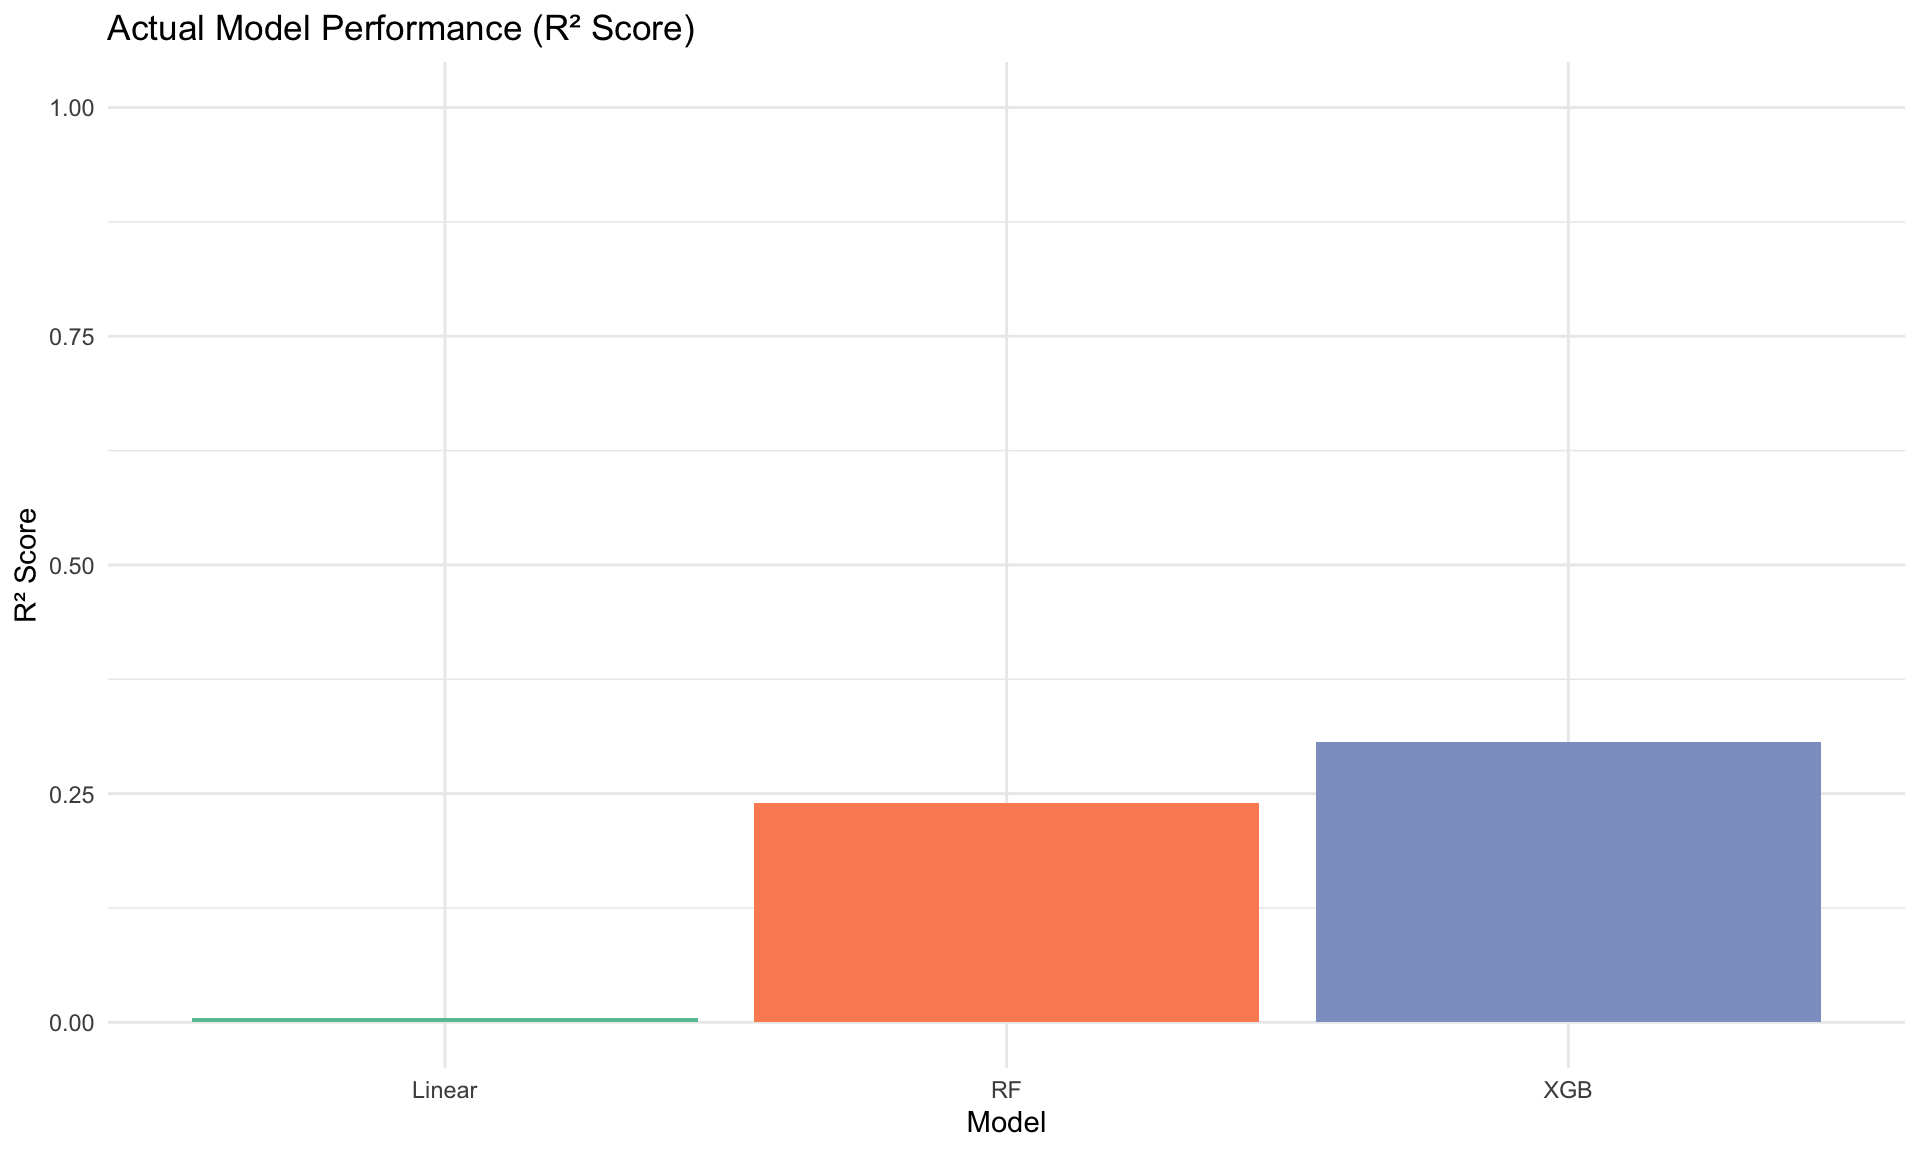 Actual Model Performance (R² Score)
1.00
0.75
0.50
0.25
0.00
R² Score
Linear
RF
XGB
Model